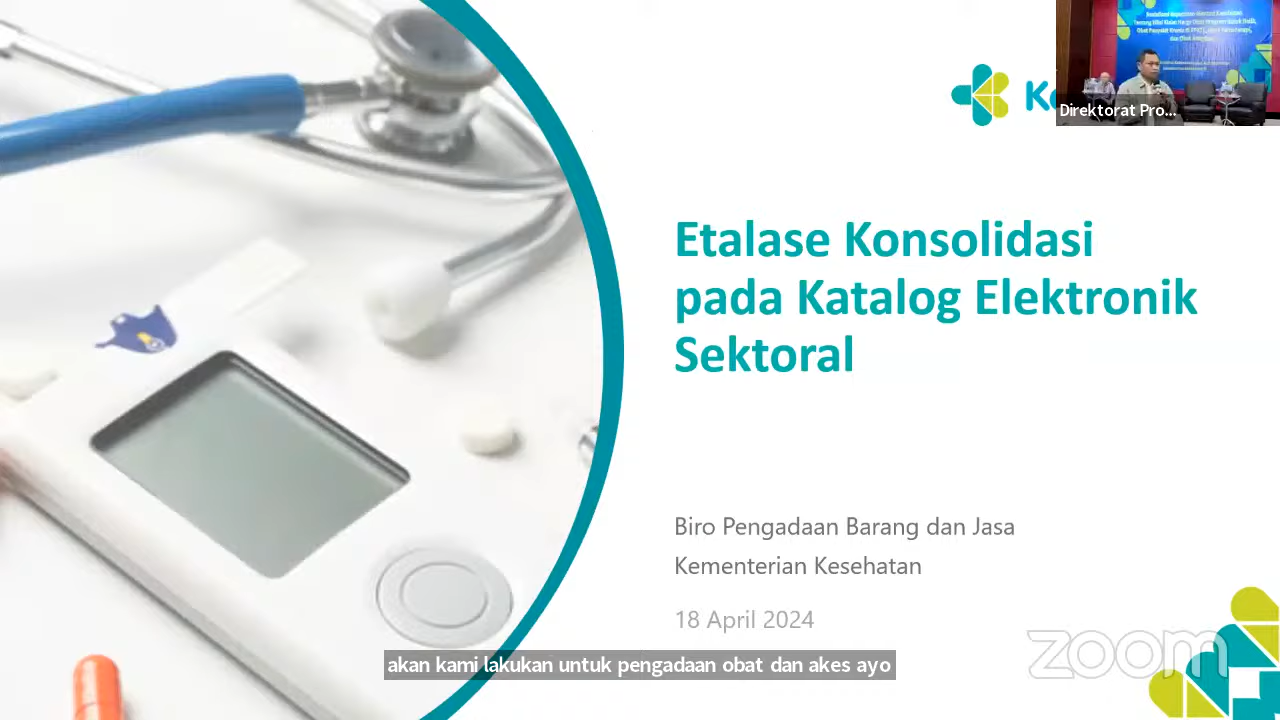 Direktorat Pro...
Etalase Konsolidasi
pada Katalog Elektronik
Sektoral
Biro Pengadaan Barang dan Jasa
Kementerian Kesehatan
18 April 2024
akan kami lakukan untuk pengadaan obat dan akes ayo
zoom